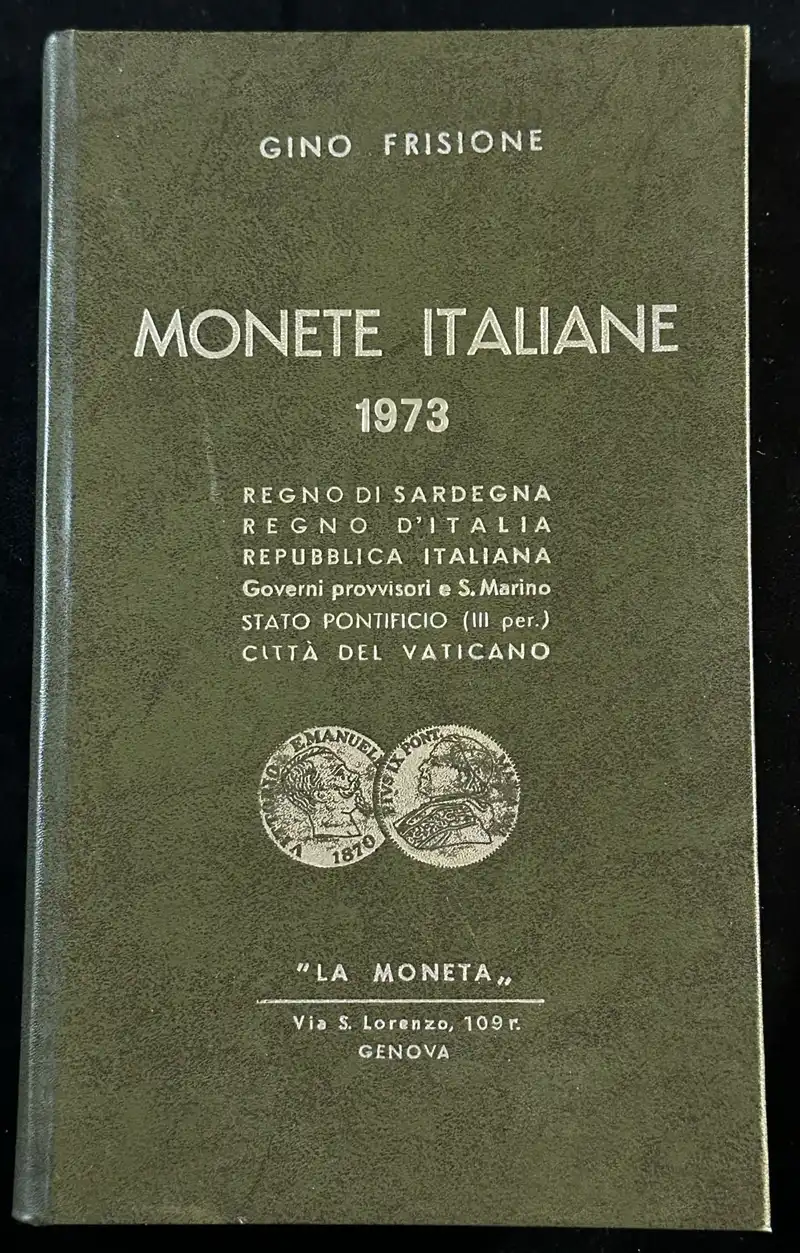 GINO FRISIONE
MONETE ITALIANE
1973
REGNO DI SARDEGNA
REGNO D'ITALIA
REPUBBLICA ITALIANA
Governi provvisori e S. Marino
STATO PONTIFICIO (III per.)
CITTÀ DEL VATICANO
EMANUEL
1870
PIUS IX PONT
"LA MONETA„
Via S. Lorenzo, 109 r.
GENOVA